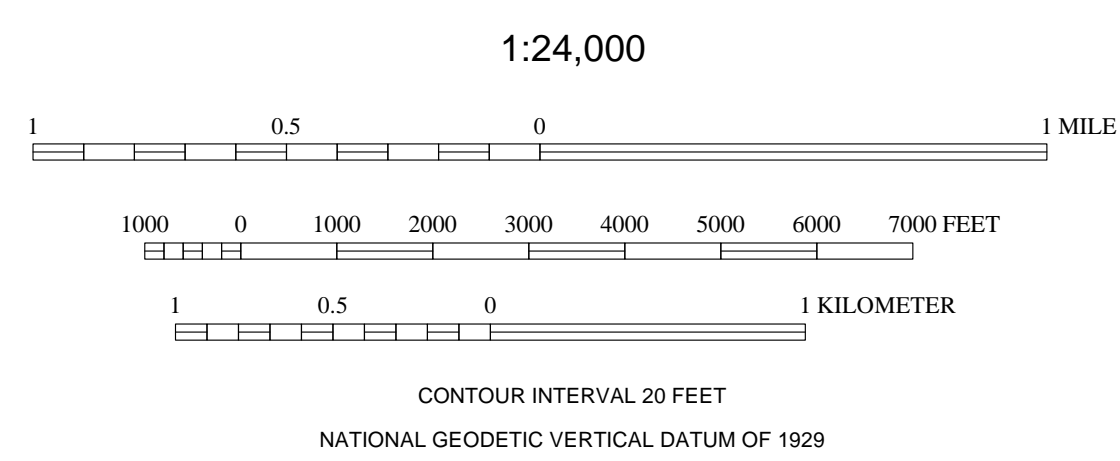 1:24,000
1 0.5 0 1 MILE
1000 0 1000 2000 3000 4000 5000 6000 7000 FEET
1 0.5 0 1 KILOMETER
CONTOUR INTERVAL 20 FEET
NATIONAL GEODETIC VERTICAL DATUM OF 1929